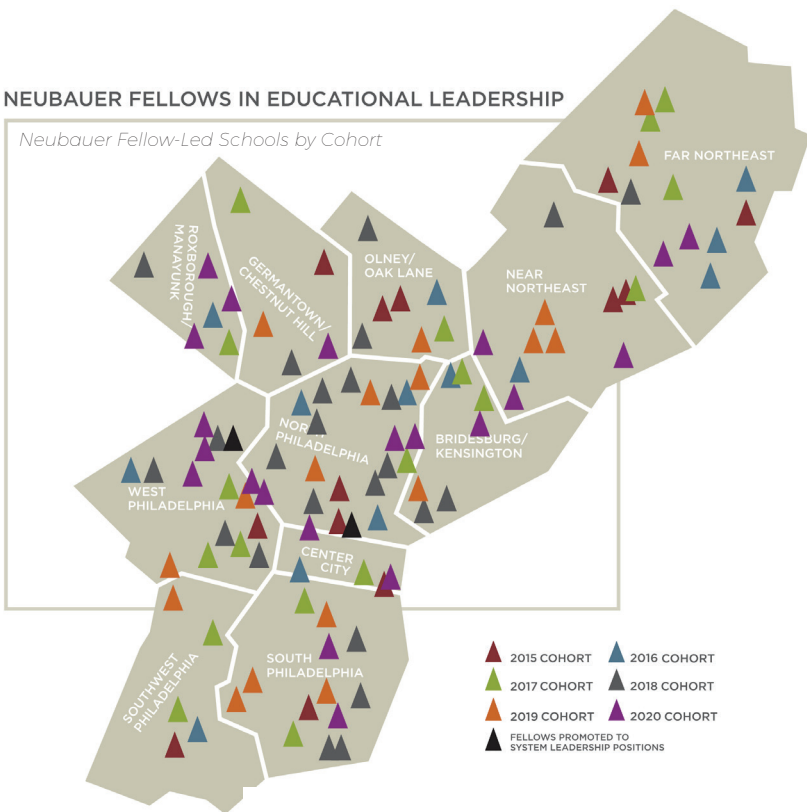 NEUBAUER FELLOWS IN EDUCATIONAL LEADERSHIP
Neubauer Fellow-Led Schools by Cohort
FAR NORTHEAST
ROXBOROUGH/
MANAYUNK
GERMANTOWN/
CHESTNUT HILL
OLNEY/
OAK LANE
NEAR
NORTHEAST
NORTH
PHILADELPHIA
BRIDESBURG/
KENSINGTON
WEST
PHILADELPHIA
CENTER
CITY
SOUTH
PHILADELPHIA
SOUTHWEST
PHILADELPHIA
2015 COHORT
2016 COHORT
2017 COHORT
2018 COHORT
2019 COHORT
2020 COHORT
FELLOWS PROMOTED TO
SYSTEM LEADERSHIP POSITIONS